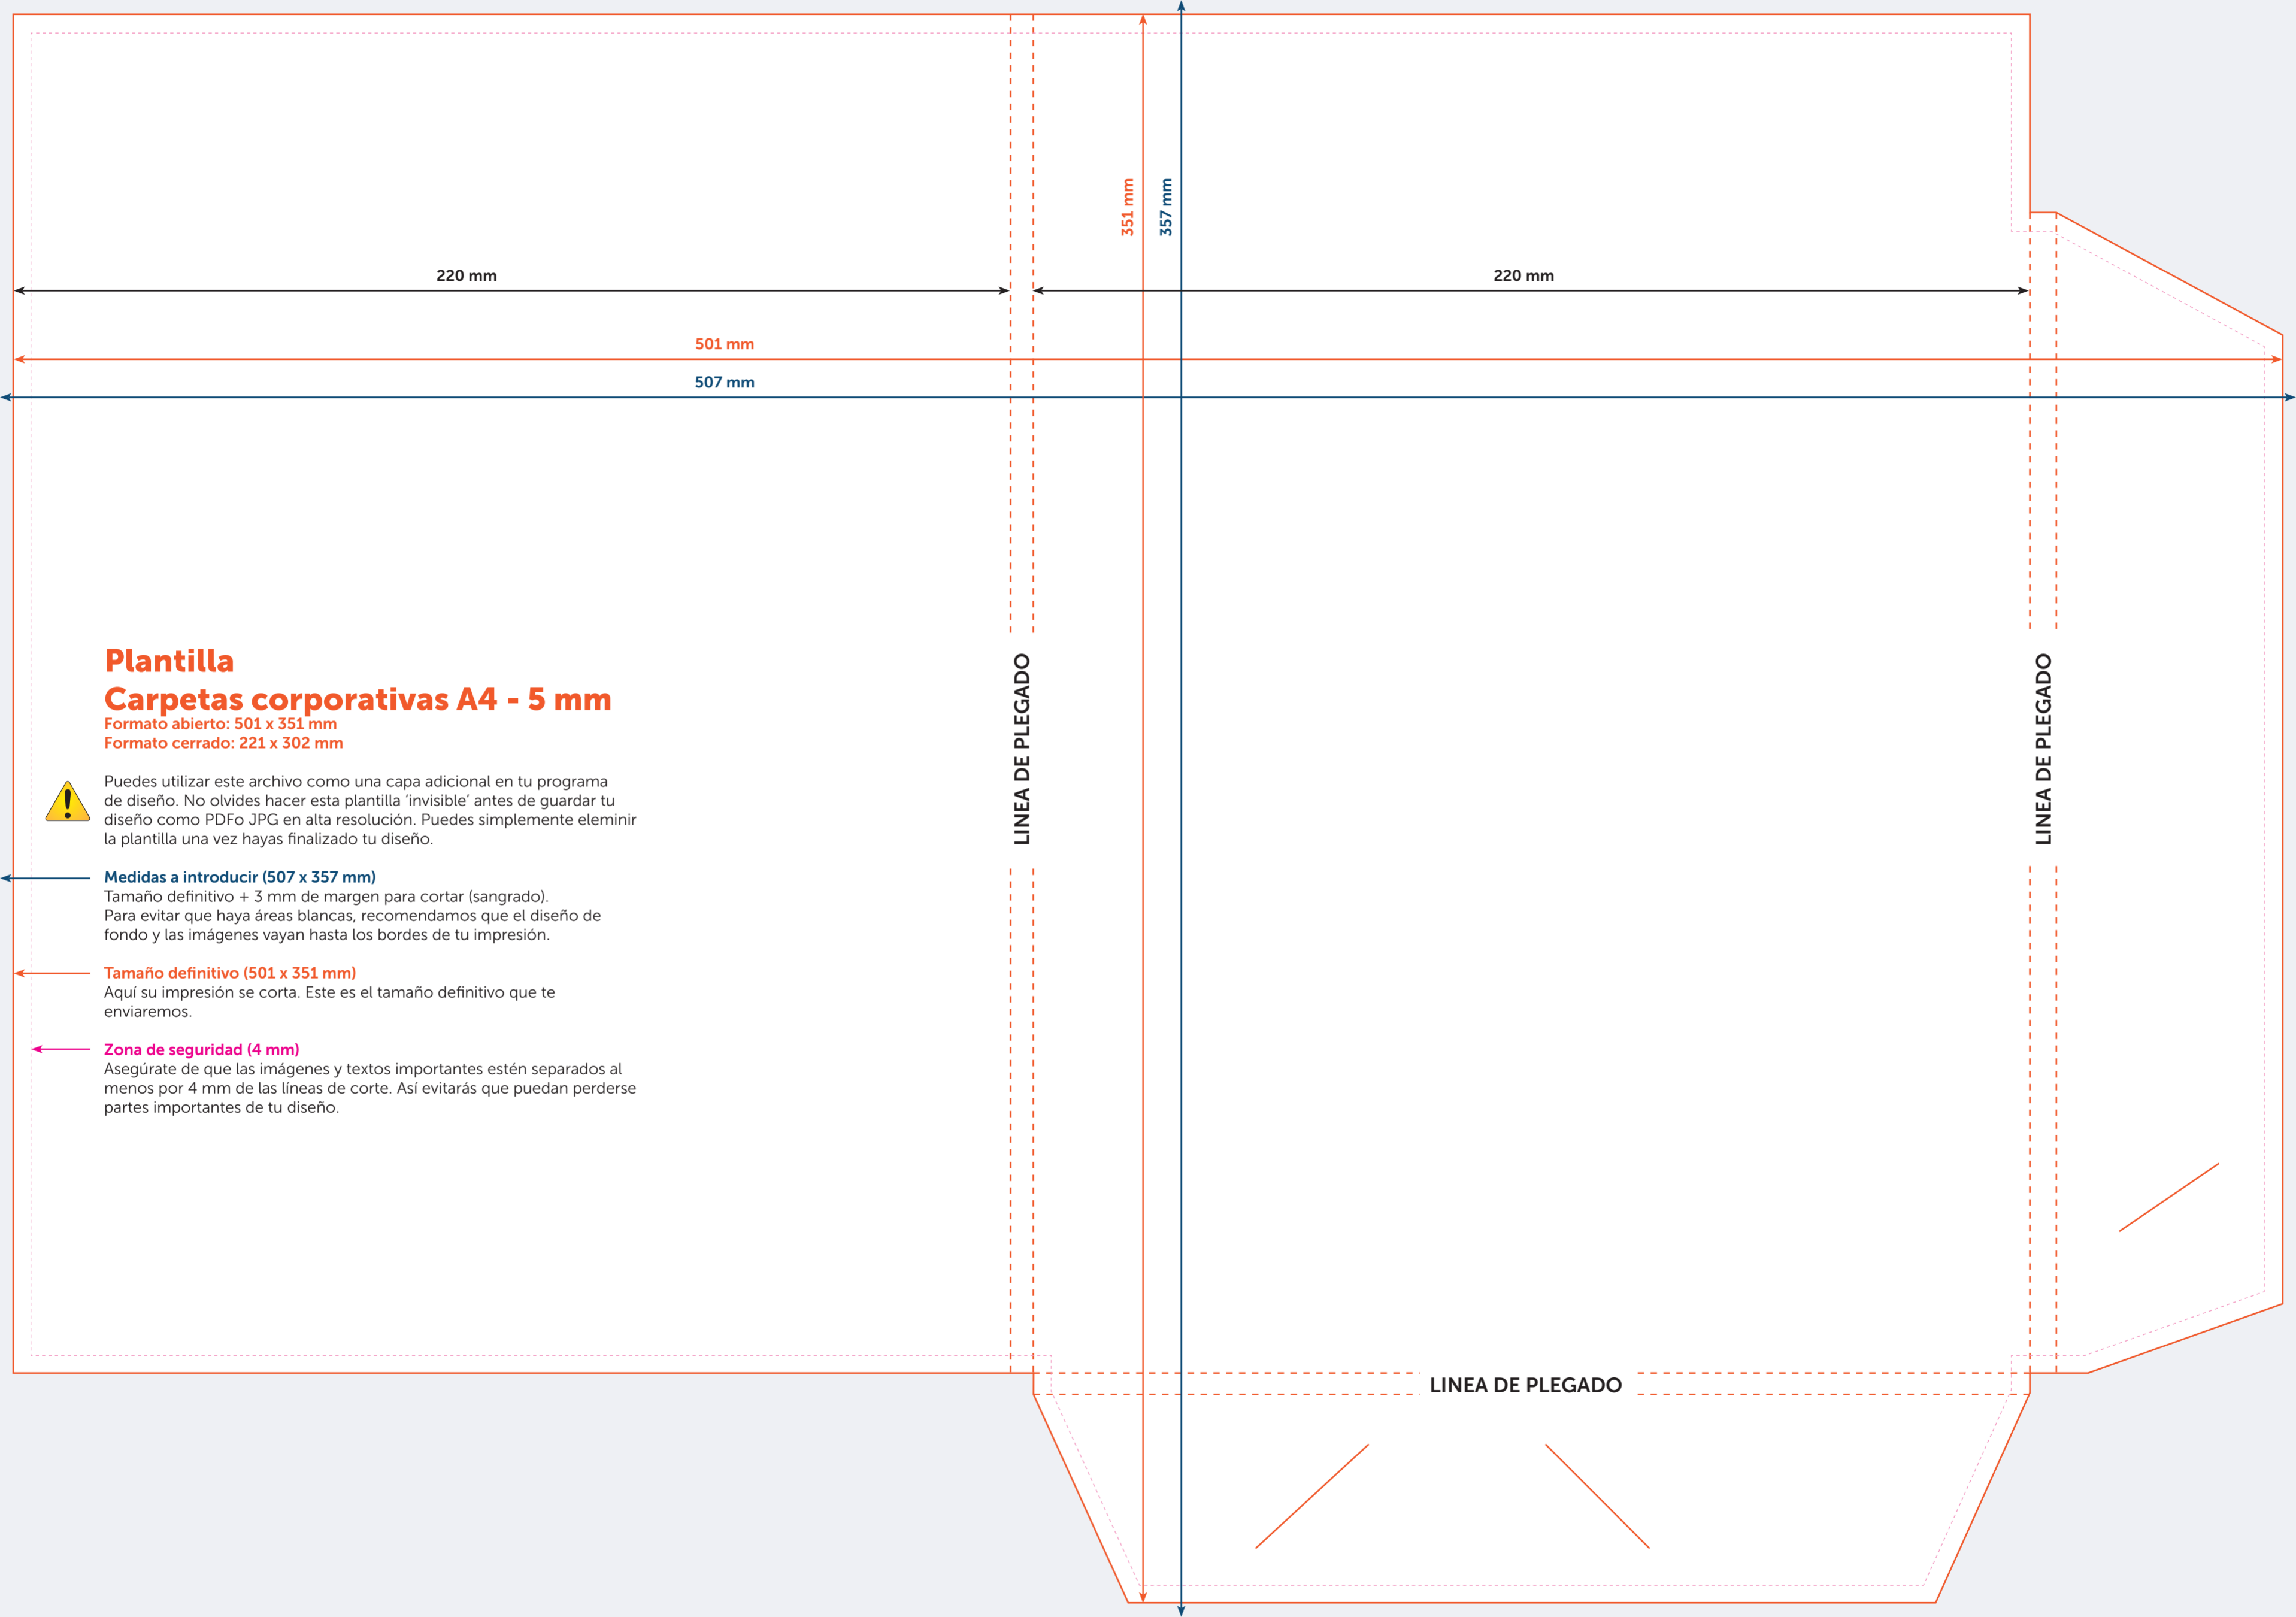 351 mm
357 mm
220 mm
220 mm
501 mm
507 mm
Plantilla
Carpetas corporativas A4 - 5 mm
Formato abierto: 501 x 351 mm
Formato cerrado: 221 x 302 mm
Puedes utilizar este archivo como una capa adicional en tu programa
de diseño. No olvides hacer esta plantilla ‘invisible’ antes de guardar tu
diseño como PDFo JPG en alta resolución. Puedes simplemente eleminir
la plantilla una vez hayas finalizado tu diseño.
Medidas a introducir (507 x 357 mm)
Tamaño definitivo + 3 mm de margen para cortar (sangrado).
Para evitar que haya áreas blancas, recomendamos que el diseño de
fondo y las imágenes vayan hasta los bordes de tu impresión.
Tamaño definitivo (501 x 351 mm)
Aquí su impresión se corta. Este es el tamaño definitivo que te
enviaremos.
Zona de seguridad (4 mm)
Asegúrate de que las imágenes y textos importantes estén separados al
menos por 4 mm de las líneas de corte. Así evitarás que puedan perderse
partes importantes de tu diseño.
LINEA DE PLEGADO
LINEA DE PLEGADO
LINEA DE PLEGADO